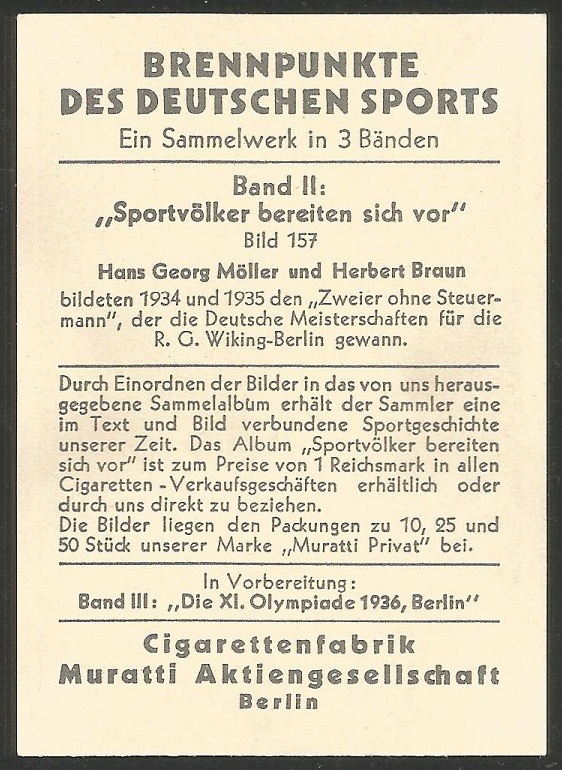 BRENNPUNKTE
DES DEUTSCHEN SPORTS
Ein Sammelwerk in 3 Bänden
Band II:
„Sportvölker bereiten sich vor"
Bild 157
Hans Georg Möller und Herbert Braun
bildeten 1934 und 1935 den „Zweier ohne Steuer-
mann", der die Deutsche Meisterschaften für die
R. G. Wiking-Berlin gewann.
Durch Einordnen der Bilder in das von uns heraus-
gegebene Sammelalbum erhält der Sammler eine
im Text und Bild verbundene Sportgeschichte
unserer Zeit. Das Album „Sportvölker bereiten
sich vor" ist zum Preise von 1 Reichsmark in allen
Cigaretten-Verkaufsgeschäften erhältlich oder
durch uns direkt zu beziehen.
Die Bilder liegen den Packungen zu 10, 25 und
50 Stück unserer Marke „Muratti Privat" bei.
In Vorbereitung:
Band III: „Die XI. Olympiade 1936, Berlin"
Cigarettenfabrik
Muratti Aktiengesellschaft
Berlin